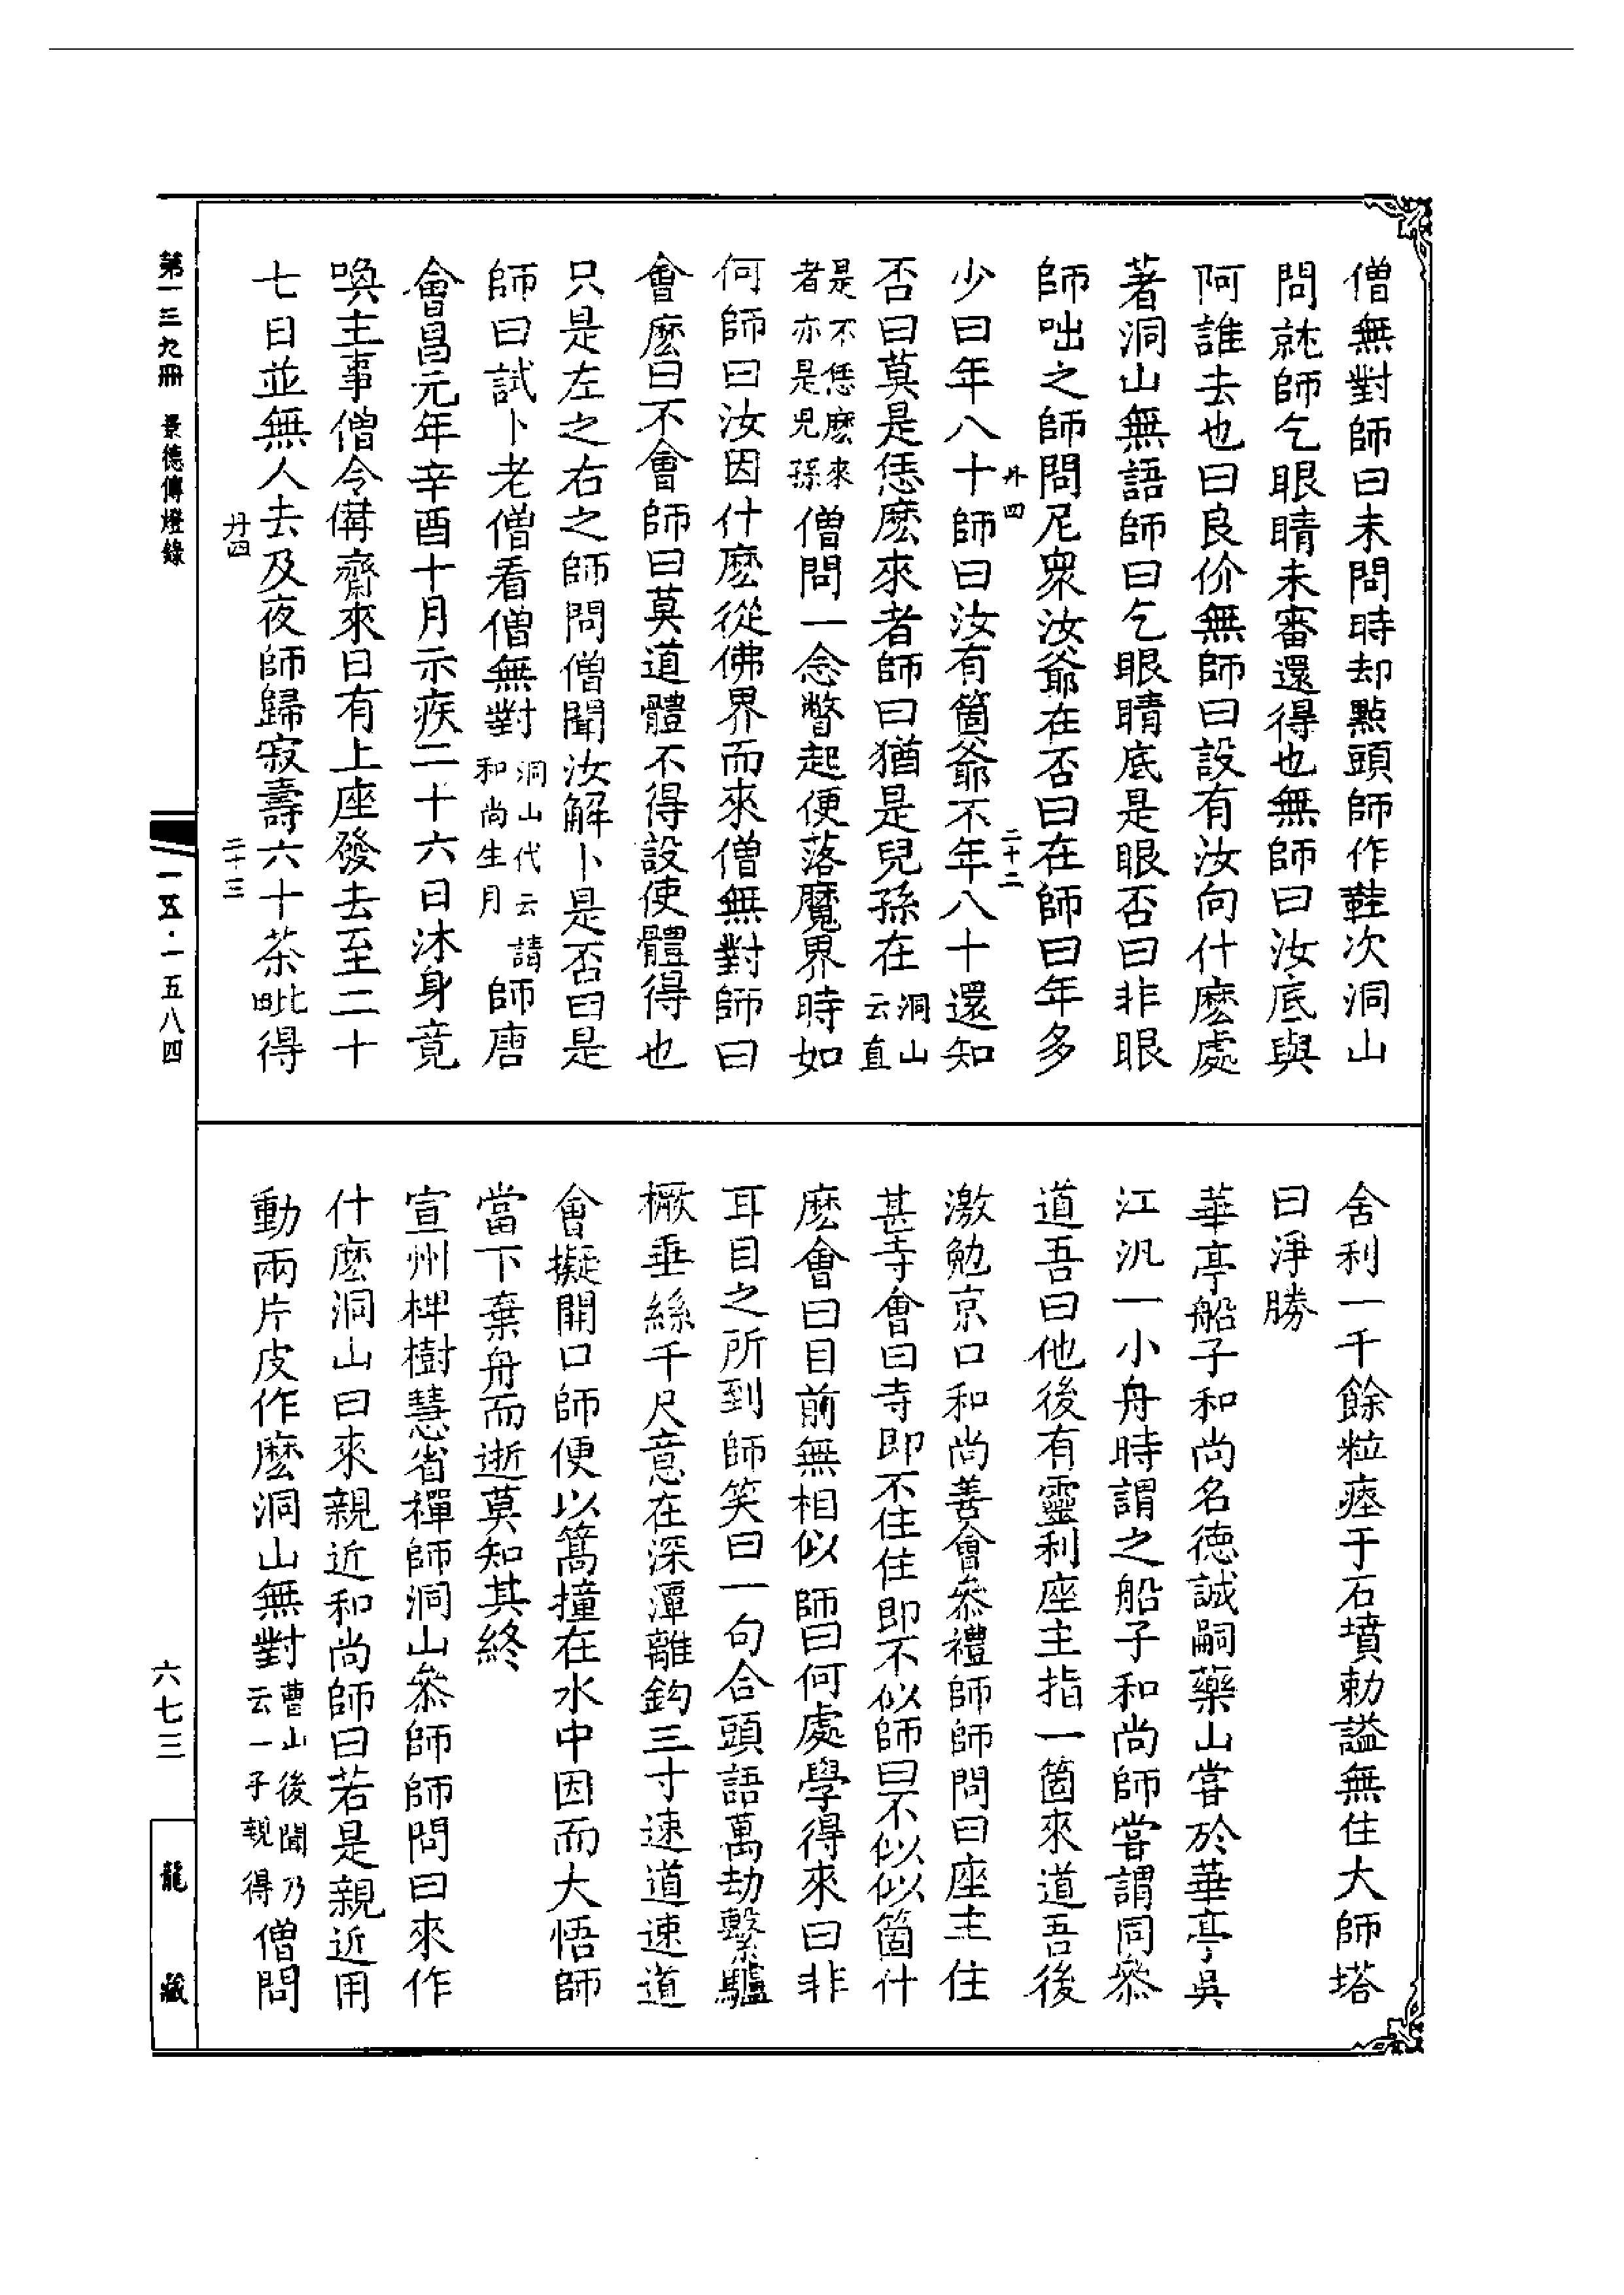 僧無對師曰未問時却點頭師作鞋次洞山
問就師乞眼睛未審還得也無師曰汝底與
阿誰去也曰良价無師曰設有汝向什麽處
著洞山無語師曰乞眼睛底是眼否曰非眼
師咄之師問尼衆汝爺在否曰在師曰年多
廾四 二十二
少曰年八十師曰汝有箇爺不年八十還知
否曰莫是恁麽來者師曰猶是兒孫在洞山云直
是不恁麽來者亦是兒孫僧問一念瞥起便落魔界時如
何師曰汝因什麽從佛界而來僧無對師曰
會麽曰不會師曰莫道體不得設使體得也
只是左之右之師問僧聞汝解卜是否曰是
師曰試卜老僧看僧無對洞山代云請和尚生月師唐
會昌元年辛酉十月示疾二十六日沐身竟
喚主事僧令備齋來日有上座發去至二十
七日並無人去及夜師歸寂壽六十茶毗得
廾四 二十三
舍利一千餘粒瘞于石墳勅謚無住大師塔
曰淨勝
華亭船子和尚名德誠嗣藥山嘗於華亭吳
江汎一小舟時謂之船子和尚師嘗謂同叅
道吾曰他後有靈利座主指一箇來道吾後
激勉京口和尚善會叅禮師師問曰座主住
甚寺會曰寺即不住住即不似師曰不似似箇什
麽會曰目前無相似師曰何處學得來曰非
耳目之所到師笑曰一句合頭語萬劫繫驢
橛垂絲千尺意在深潭離鈎三寸速道速道
會擬開口師便以篙撞在水中因而大悟師
當下棄舟而逝莫知其終
宣州椑樹慧省禪師洞山叅師師問曰來作
什麽洞山曰來親近和尚師曰若是親近用
動兩片皮作麽洞山無對曹山後聞乃云一子親得僧問
第一三九冊 景德傳燈錄
一五·一五八四
六七三
龍藏